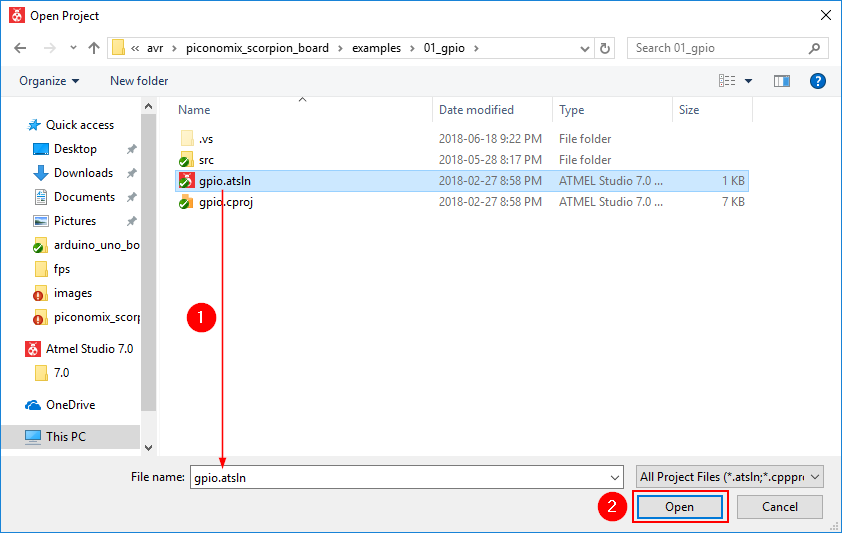 Open Project
« avr > piconomix_scorpion_board > examples > 01_gpio >
Search 01_gpio
Organize
New folder
?
Name
Date modified
Type
Size
Quick access
Desktop
Downloads
Documents
Pictures
arduino_uno_bo
fps
images
piconomix_scorp
Atmel Studio 7.0
7.0
OneDrive
This PC
.vs 2018-06-18 9:22 PM File folder
src 2018-05-28 8:17 PM File folder
gpio.atsln 2018-02-27 8:58 PM ATMEL Studio 7.0 ... 1 KB
gpio.cproj 2018-02-27 8:58 PM ATMEL Studio 7.0 ... 7 KB
1
File name: gpio.atsln
All Project Files (*.atsln;*.cpppro
2
Open
Cancel